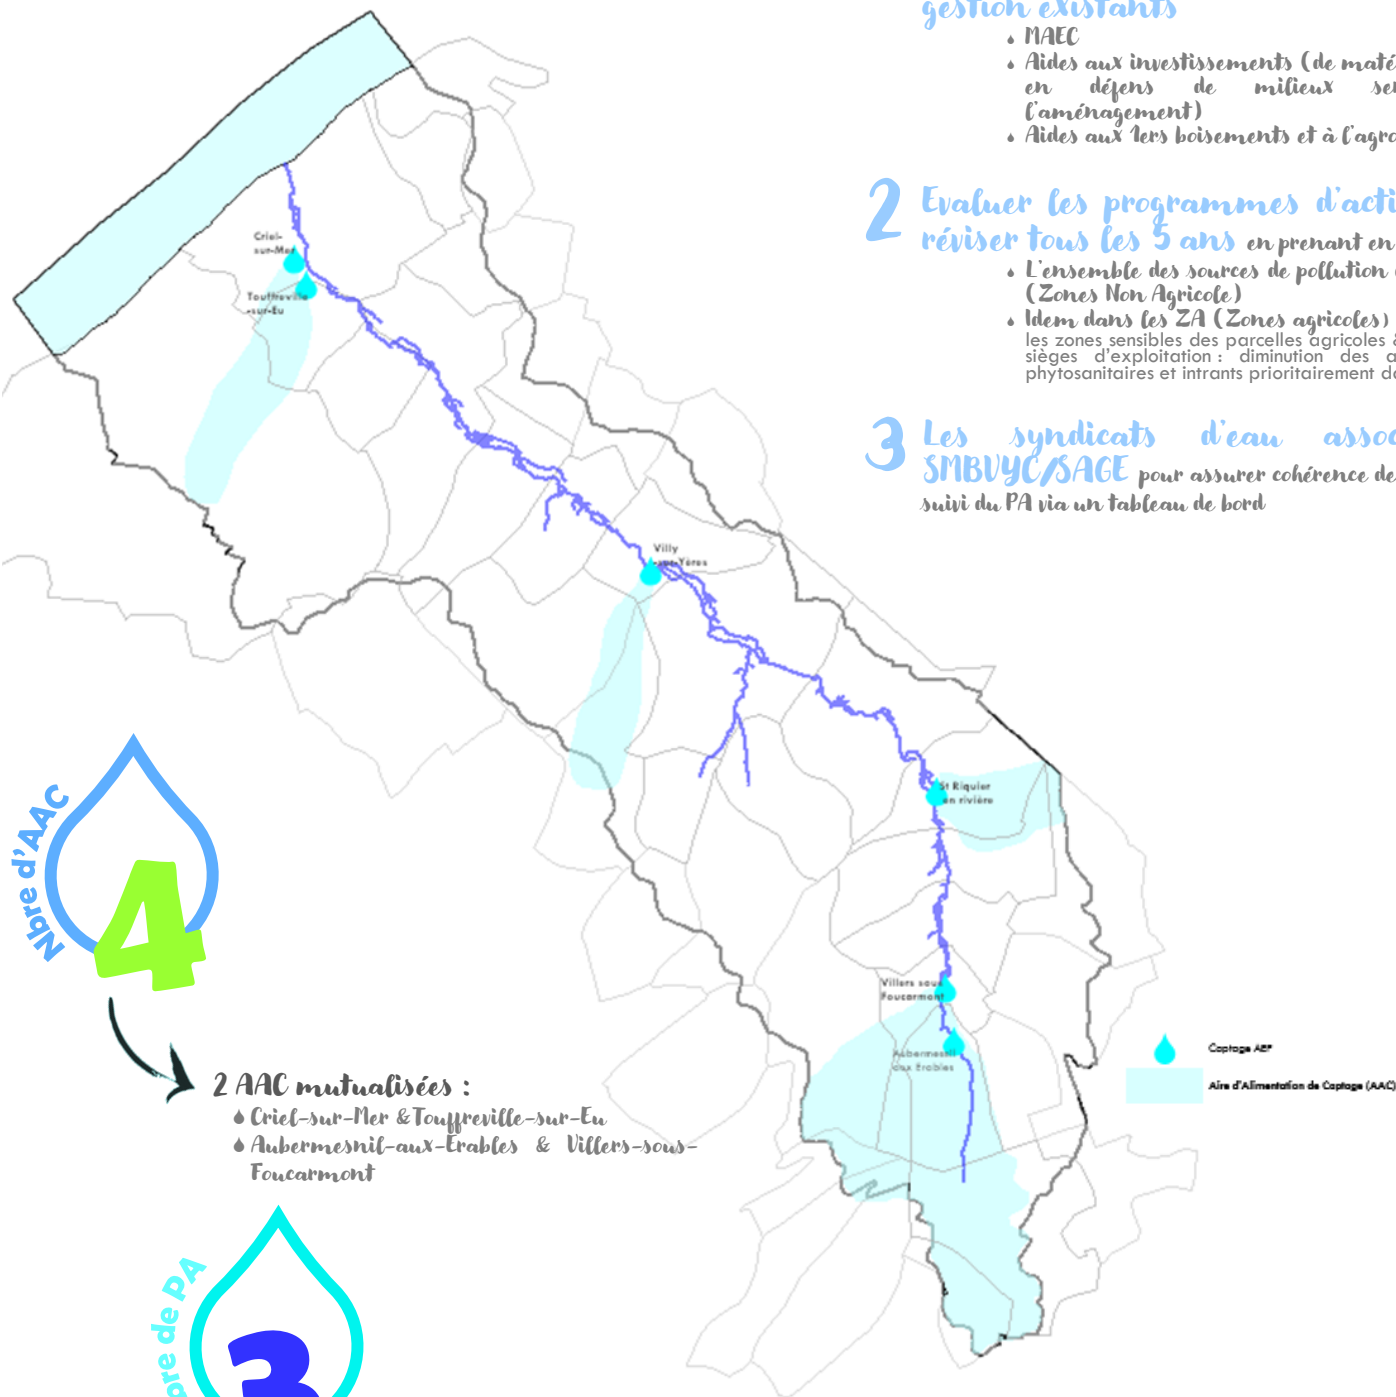 gestion existants
MAEC
Aides aux investissements (de maté
en défens de milieux se
l'aménagement)
Aides aux 1ers boisements et à l'agro
2 Evaluer les programmes d'acti
réviser tous les 5 ans en prenant en
L'ensemble des sources de pollution
(Zones Non Agricole)
Idem dans les ZA (Zones agricoles)
les zones sensibles des parcelles agricoles &
sièges d'exploitation : diminution des a
phytosanitaires et intrants prioritairement d
3 Les syndicats d'eau assoc
SMBVYC/SAGE pour assurer cohérence de
suivi du PA via un tableau de bord
Criel-
sur-Mer
Touffreville
-sur-Eu
Villy
-sur-Yères
St Riquier
en rivière
Villers sous
Foucarmont
Aubermesnil
aux Erables
Captage AEP
Aire d'Alimentation de Captage (AAC)
Nbre d'AAC
4
2 AAC mutualisées :
Criel-sur-Mer & Touffreville-sur-Eu
Aubermesnil-aux-Erables & Villers-sous-
Foucarmont
bre de PA
3